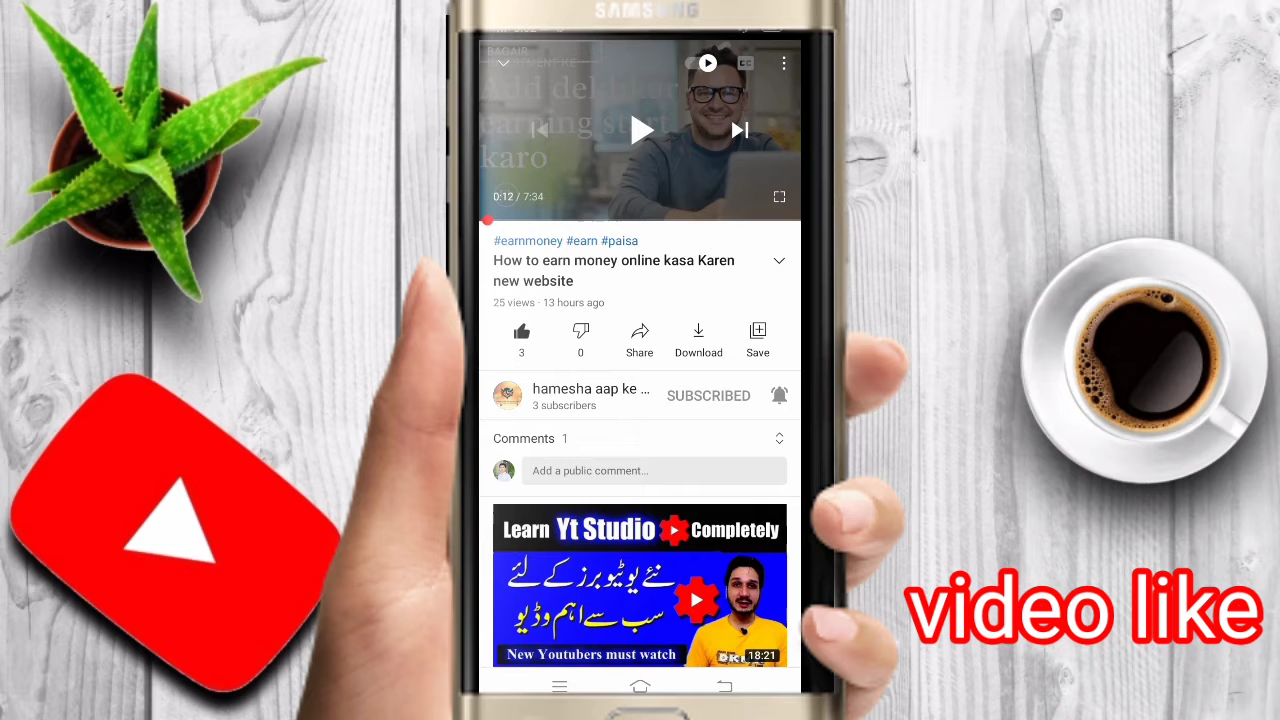 SAMSUNG
BAGAIR
Add dekhkar
earning start
karo
0:12 / 7:34
#earnmoney #earn #paisa
How to earn money online kasa Karen
new website
25 views · 13 hours ago
3
0
Share
Download
Save
hamesha aap ke ...
SUBSCRIBED
3 subscribers
Comments 1
Add a public comment...
Learn Yt Studio Completely
نئے یوٹیوبرز کے لئے
سب سے اہم وڈیو
New Youtubers must watch
18:21
video like